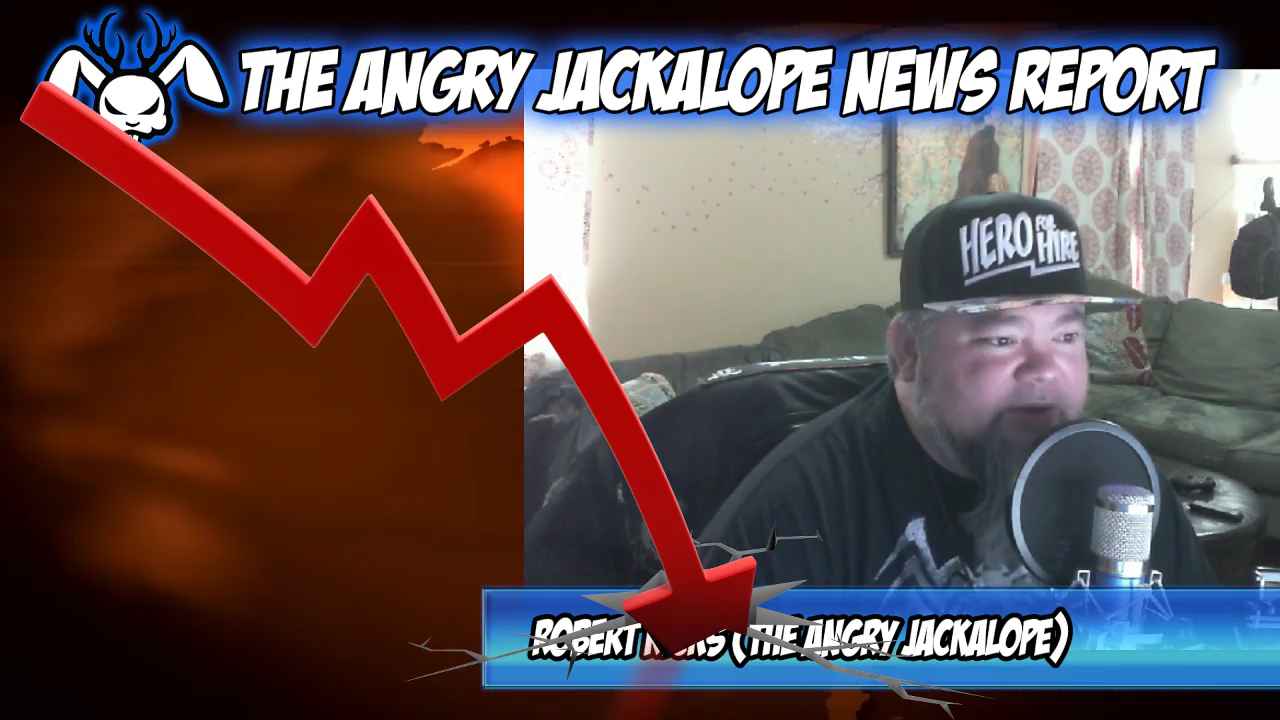 THE ANGRY JACKALOPE NEWS REPORT
HERO FOR HIRE
ROBERT (THE ANGRY JACKALOPE)